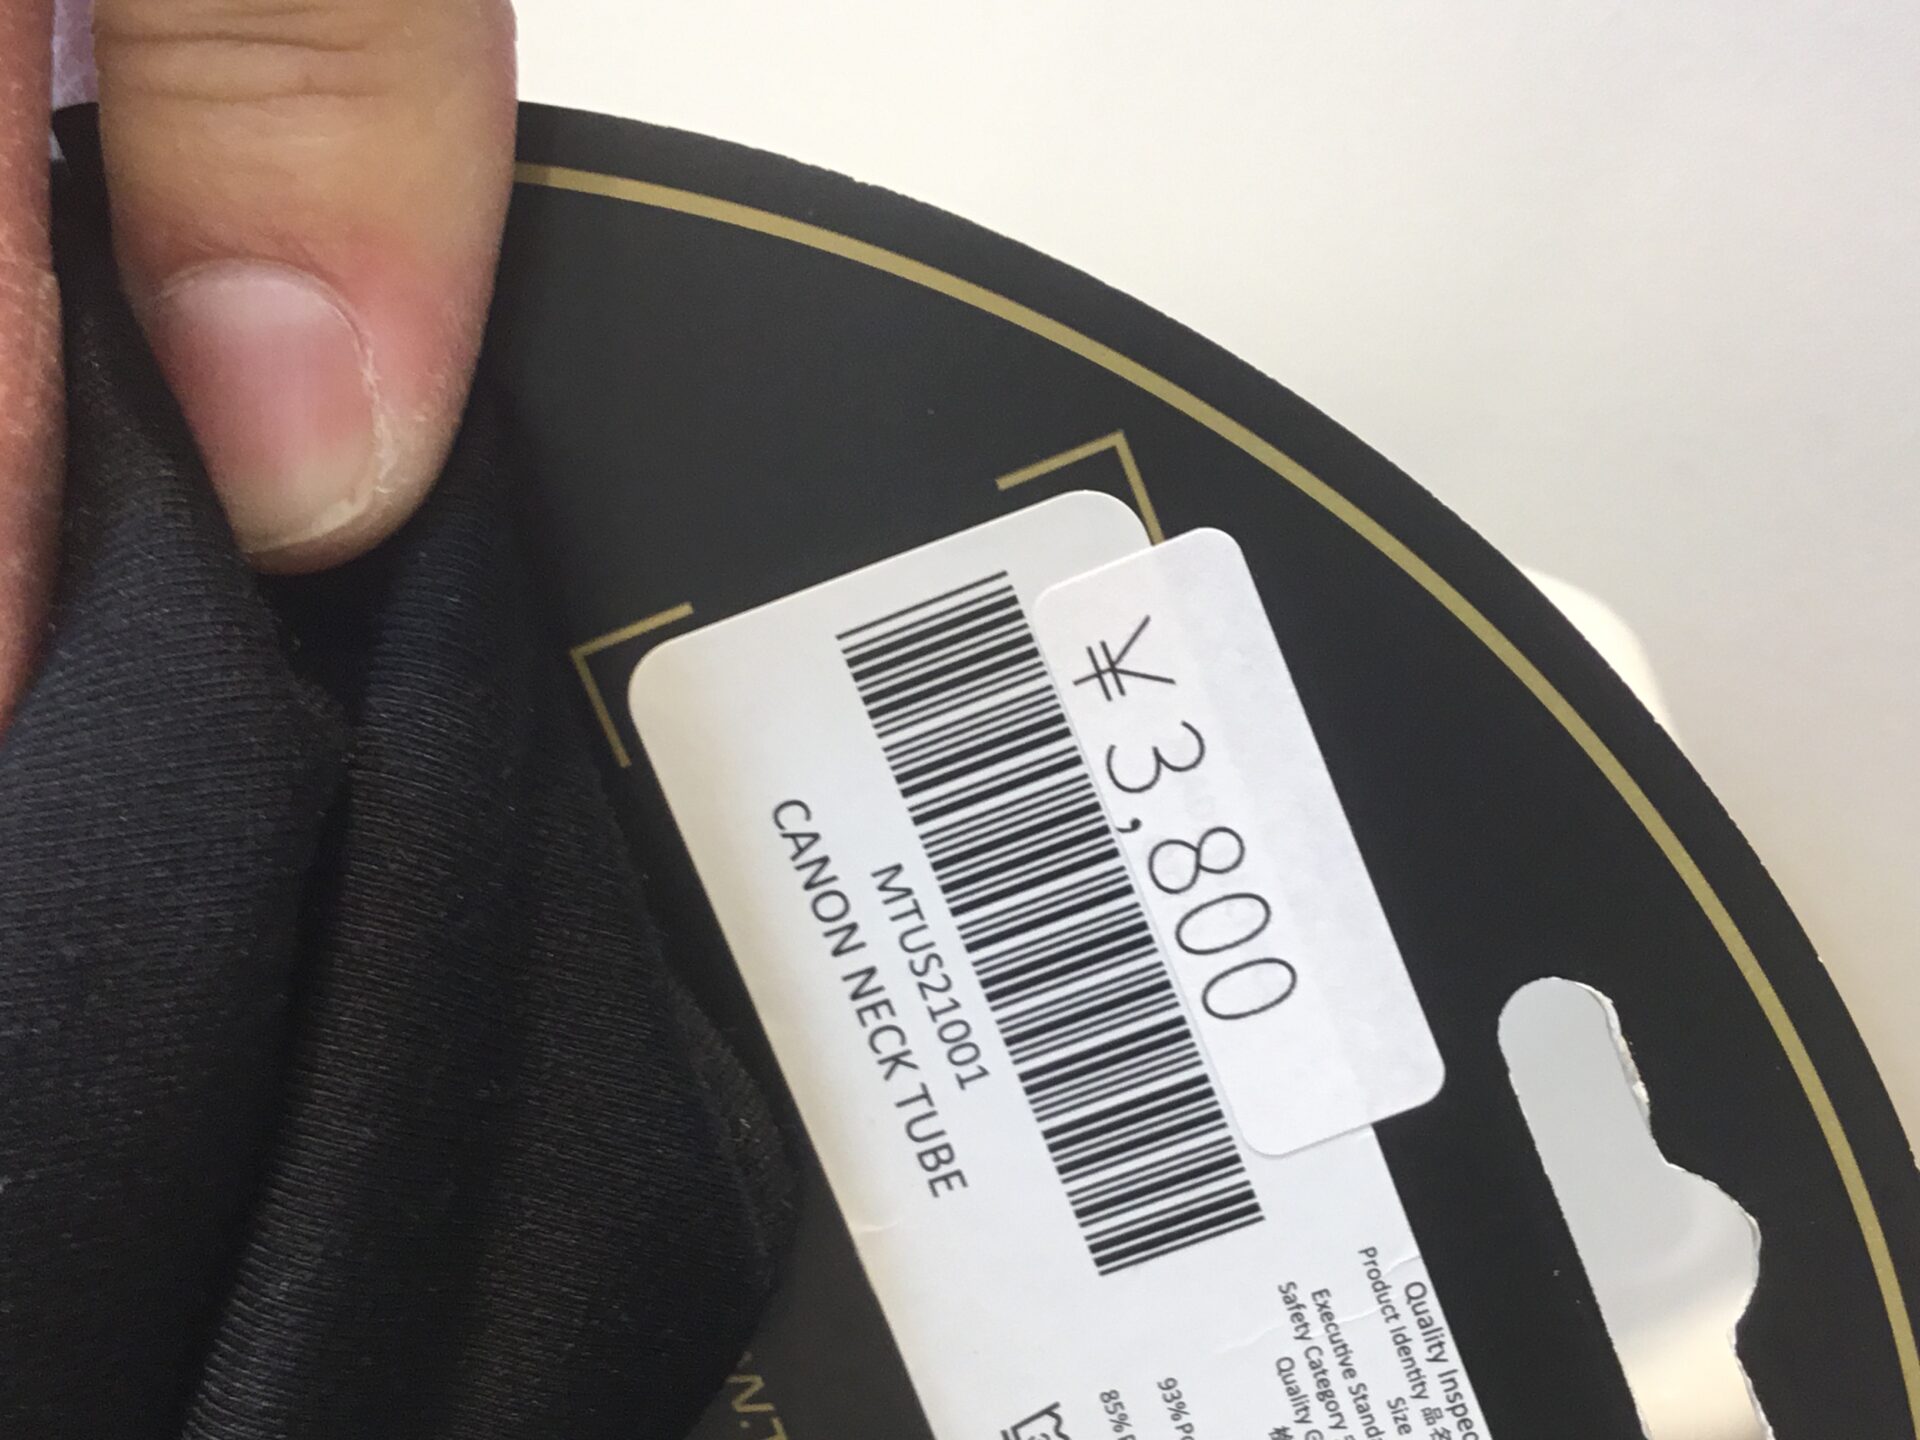 ¥3,800
MTUS21001
CANON NECK TUBE
Quality Inspec
Product Identity 品名
Size
Executive Stand
Safety Category
Quality G
93%Po
85%